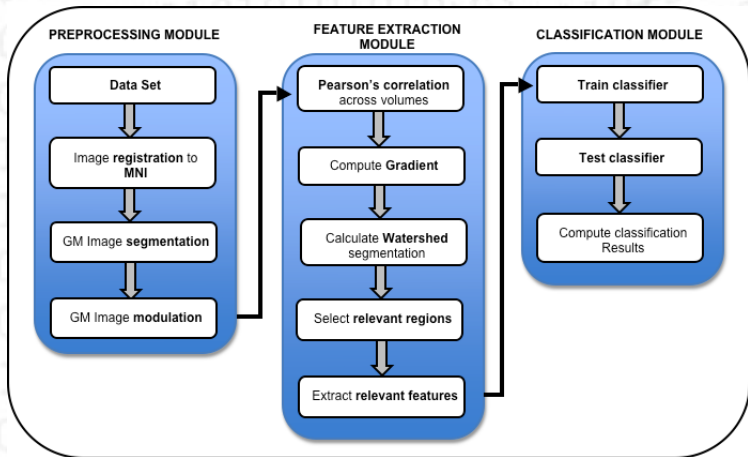 PREPROCESSING MODULE
Data Set
Image registration to
MNI
GM Image segmentation
GM Image modulation
FEATURE EXTRACTION
MODULE
Pearson's correlation
across volumes
Compute Gradient
Calculate Watershed
segmentation
Select relevant regions
Extract relevant features
CLASSIFICATION MODULE
Train classifier
Test classifier
Compute classification
Results